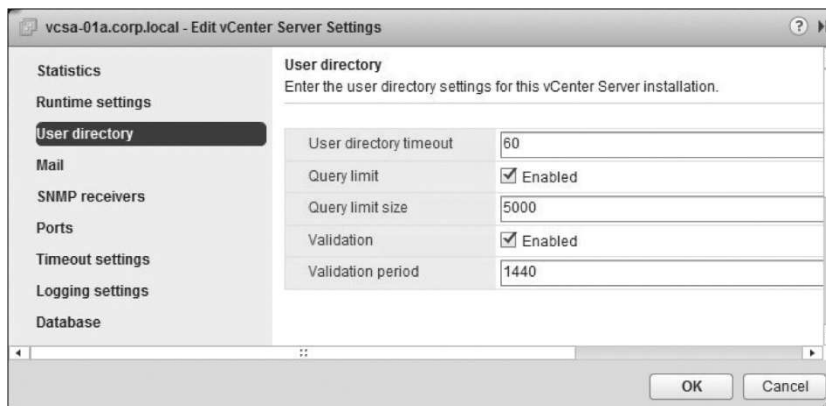 vcsa-01a.corp.local - Edit vCenter Server Settings
?
Statistics
Runtime settings
User directory
Mail
SNMP receivers
Ports
Timeout settings
Logging settings
Database
User directory
Enter the user directory settings for this vCenter Server installation.
User directory timeout 60
Query limit Enabled
Query limit size 5000
Validation Enabled
Validation period 1440
OK Cancel